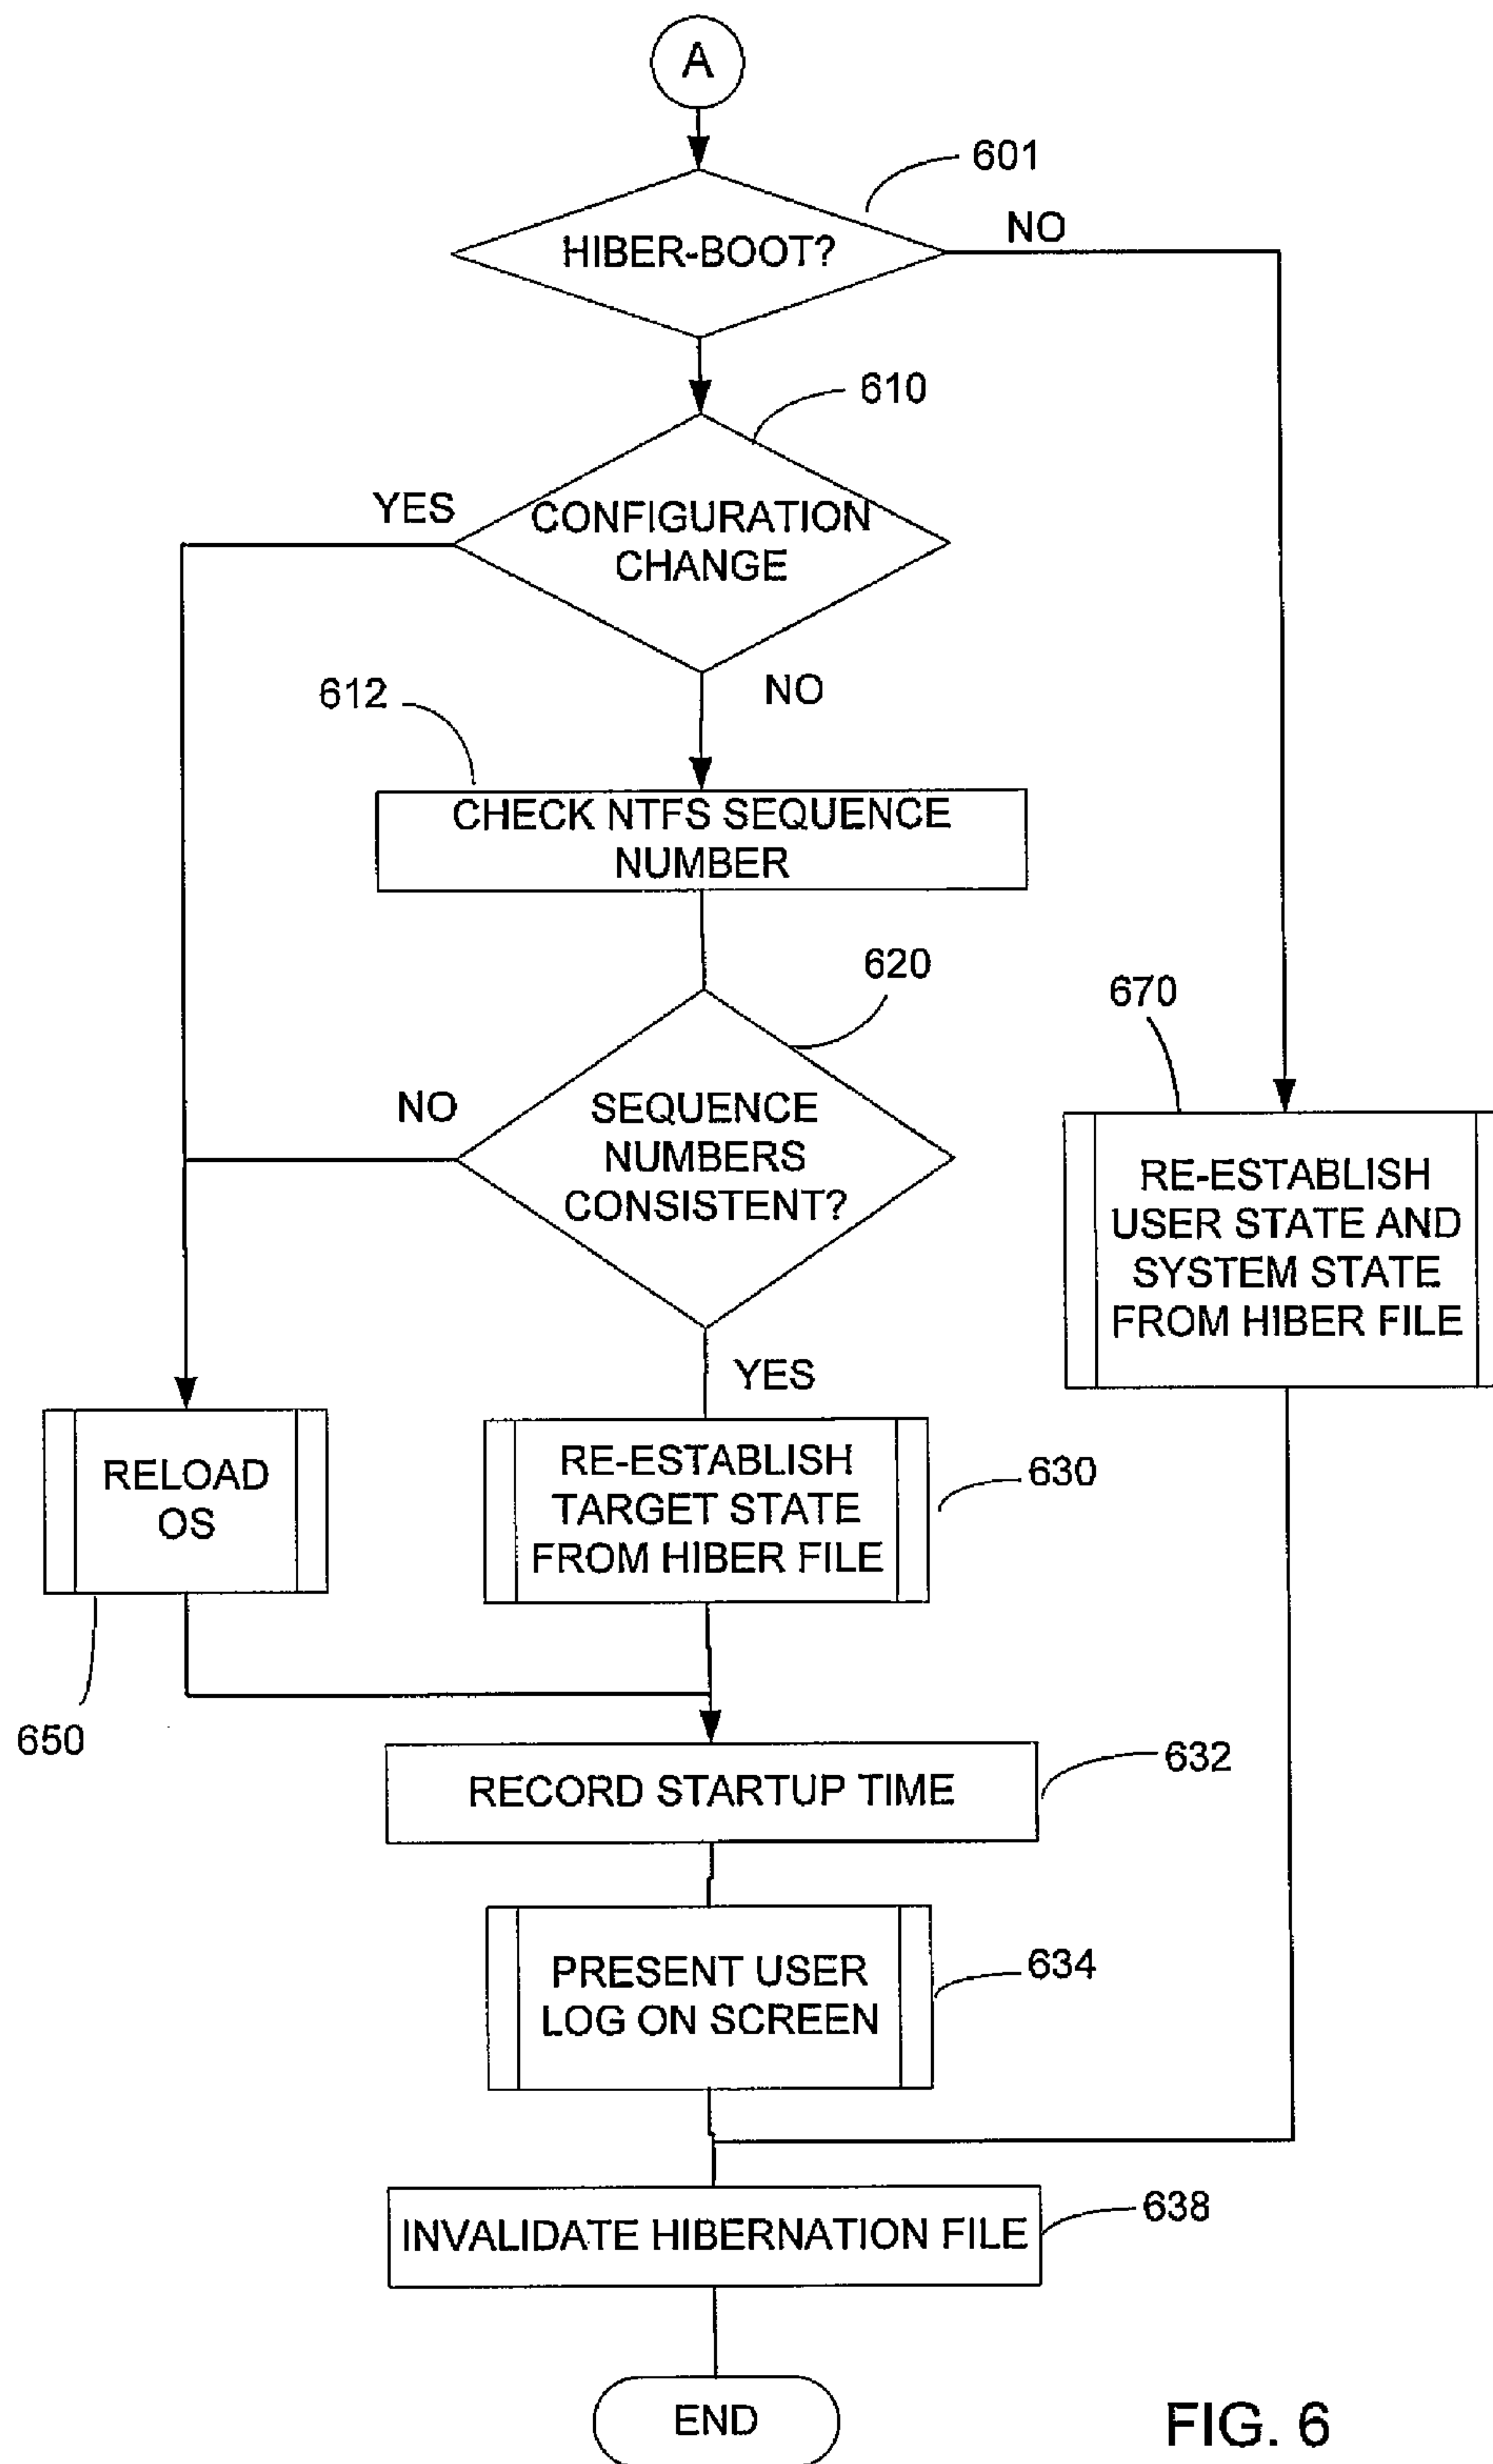 A
601
HIBER-BOOT?
NO
610
YES
CONFIGURATION
CHANGE
612
NO
CHECK NTFS SEQUENCE
NUMBER
620
670
NO
SEQUENCE
NUMBERS
CONSISTENT?
RE-ESTABLISH
USER STATE AND
SYSTEM STATE
FROM HIBER FILE
YES
RELOAD
OS
RE-ESTABLISH
TARGET STATE
FROM HIBER FILE
630
650
RECORD STARTUP TIME
632
PRESENT USER
LOG ON SCREEN
634
INVALIDATE HIBERNATION FILE
638
END
FIG. 6